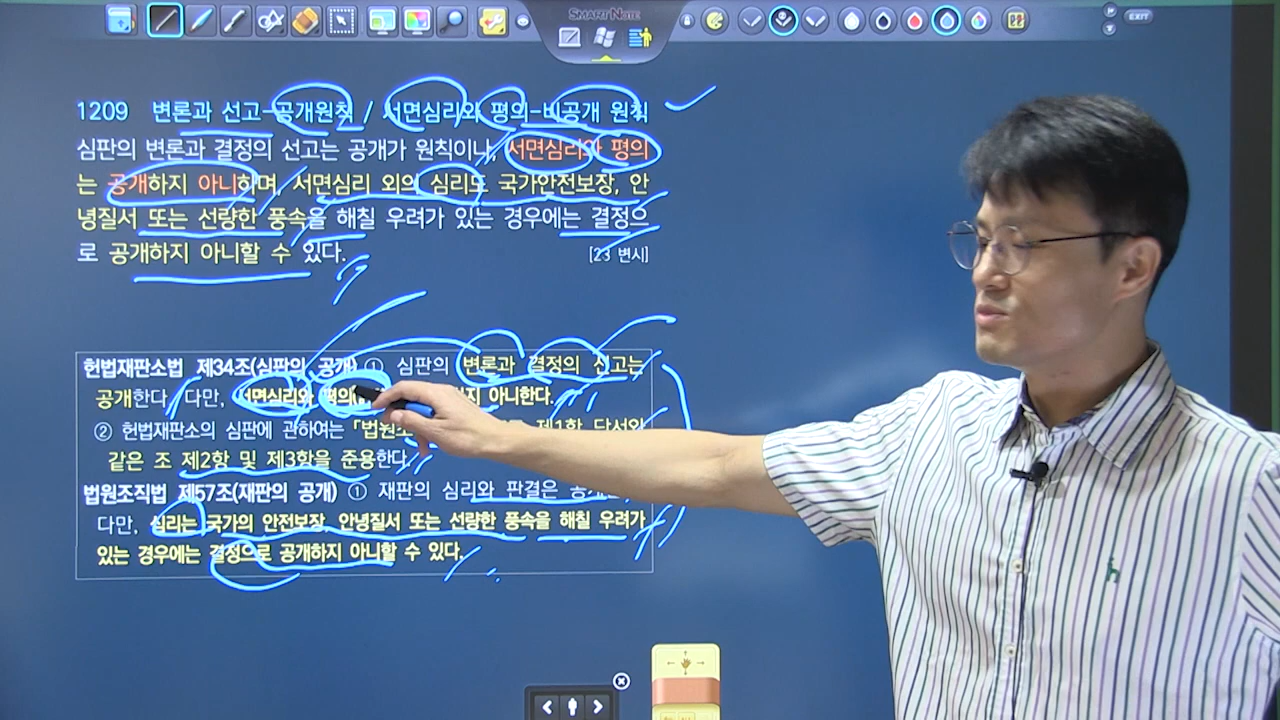 SMARTNOTE
EXIT
1209 변론과 선고-공개원칙 / 서면심리와 평의-비공개 원칙
심판의 변론과 결정의 선고는 공개가 원칙이나, 서면심리와 평의
는 공개하지 아니하며, 서면심리 외의 심리도 국가안전보장, 안
녕질서 또는 선량한 풍속을 해칠 우려가 있는 경우에는 결정으
로 공개하지 아니할 수 있다. [23 변시]
헌법재판소법 제34조(심판의 공개) ① 심판의 변론과 결정의 선고는
공개한다. 다만, 서면심리와 평의 아니한다.
② 헌법재판소의 심판에 관하여는 「법원조 제1항 단서와
같은 조 제2항 및 제3항을 준용한다.
법원조직법 제57조(재판의 공개) ① 재판의 심리와 판결은
다만, 심리는 국가의 안전보장, 안녕질서 또는 선량한 풍속을 해칠 우려가
있는 경우에는 결정으로 공개하지 아니할 수 있다.